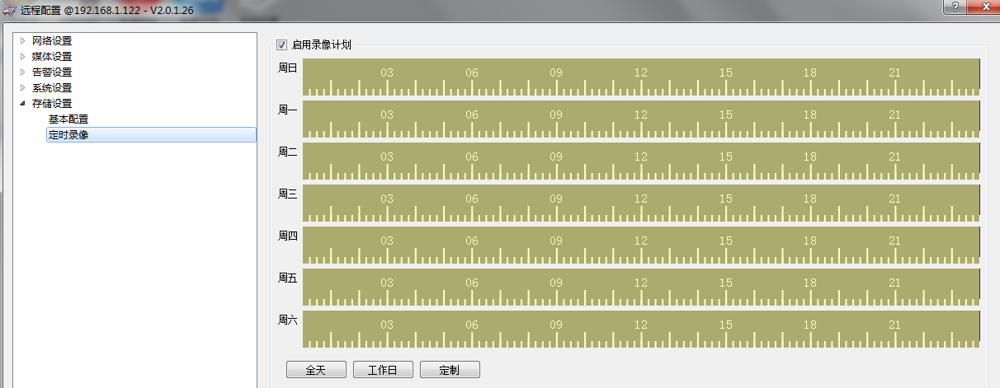 远程配置 @192.168.1.122 - V2.0.1.26
网络设置
媒体设置
告警设置
系统设置
存储设置
基本配置
定时录像
启用录像计划
周日 03 06 09 12 15 18 21
周一 03 06 09 12 15 18 21
周二 03 06 09 12 15 18 21
周三 03 06 09 12 15 18 21
周四 03 06 09 12 15 18 21
周五 03 06 09 12 15 18 21
周六 03 06 09 12 15 18 21
全天 工作日 定制